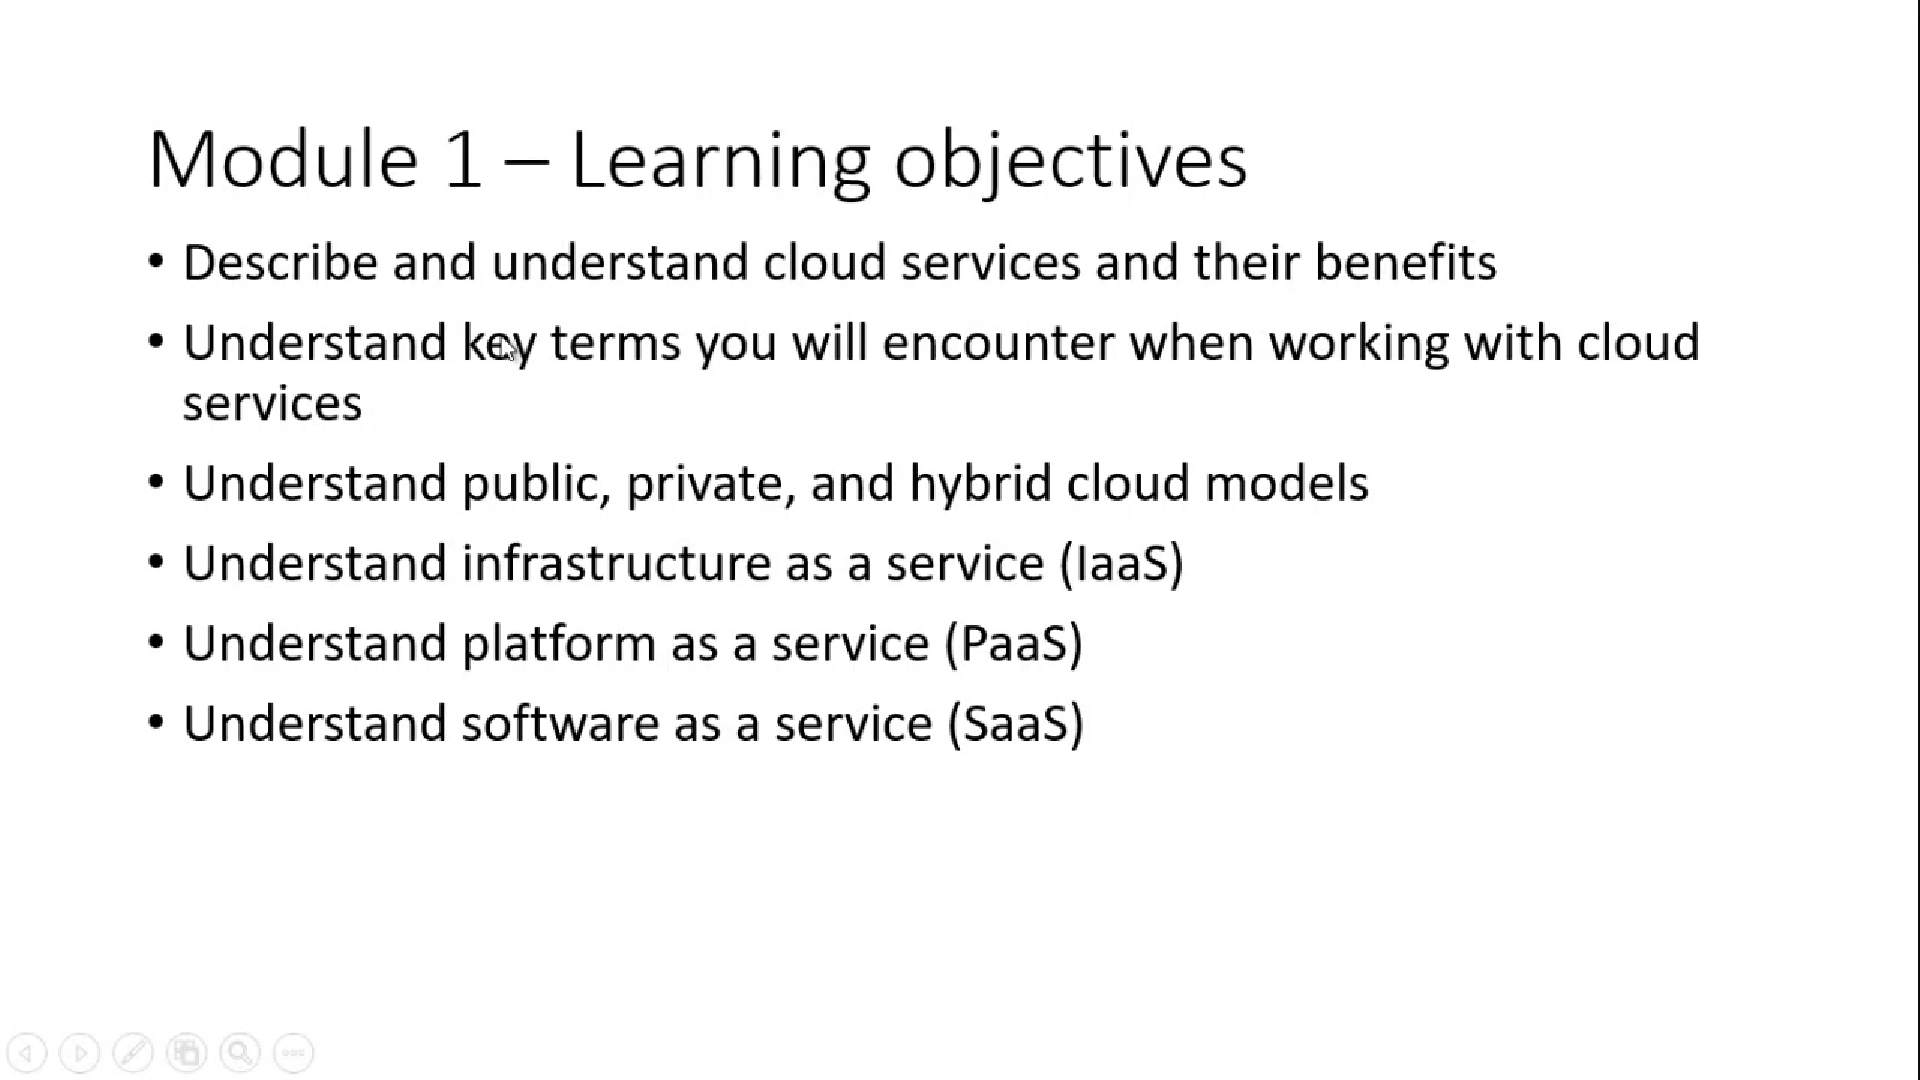 Module 1 – Learning objectives
• Describe and understand cloud services and their benefits
• Understand key terms you will encounter when working with cloud
services
• Understand public, private, and hybrid cloud models
• Understand infrastructure as a service (IaaS)
• Understand platform as a service (PaaS)
• Understand software as a service (SaaS)